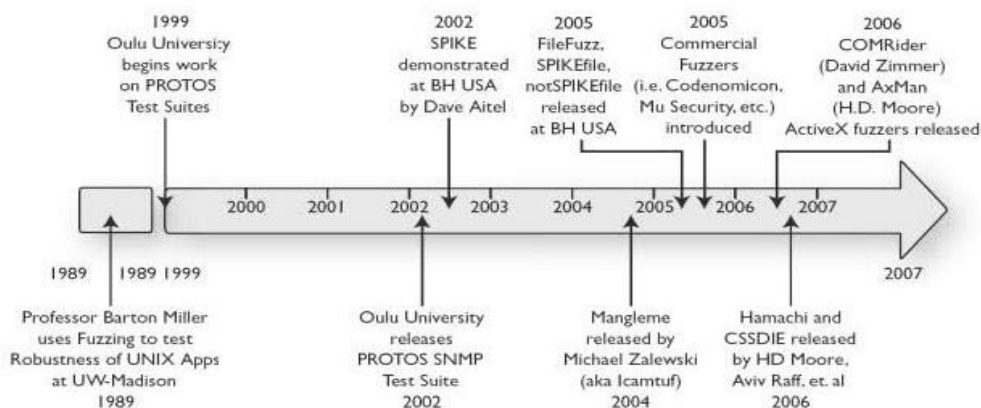 1999
Oulu University
begins work
on PROTOS
Test Suites
2002
SPIKE
demonstrated
at BH USA
by Dave Aitel
2005
FileFuzz,
SPIKEfile,
notSPIKEfile
released
at BH USA
2005
Commercial
Fuzzers
(i.e. Codenomicon,
Mu Security, etc.)
introduced
2006
COMRider
(David Zimmer)
and AxMan
(H.D. Moore)
ActiveX fuzzers released
2000
2001
2002
2003
2004
2005
2006
2007
1989
1989
1999
2007
Professor Barton Miller
uses Fuzzing to test
Robustness of UNIX Apps
at UW-Madison
1989
Oulu University
releases
PROTOS SNMP
Test Suite
2002
Mangleme
released by
Michael Zalewski
(aka Icamtuf)
2004
Hamachi and
CSSDIE released
by HD Moore,
Aviv Raff, et. al
2006